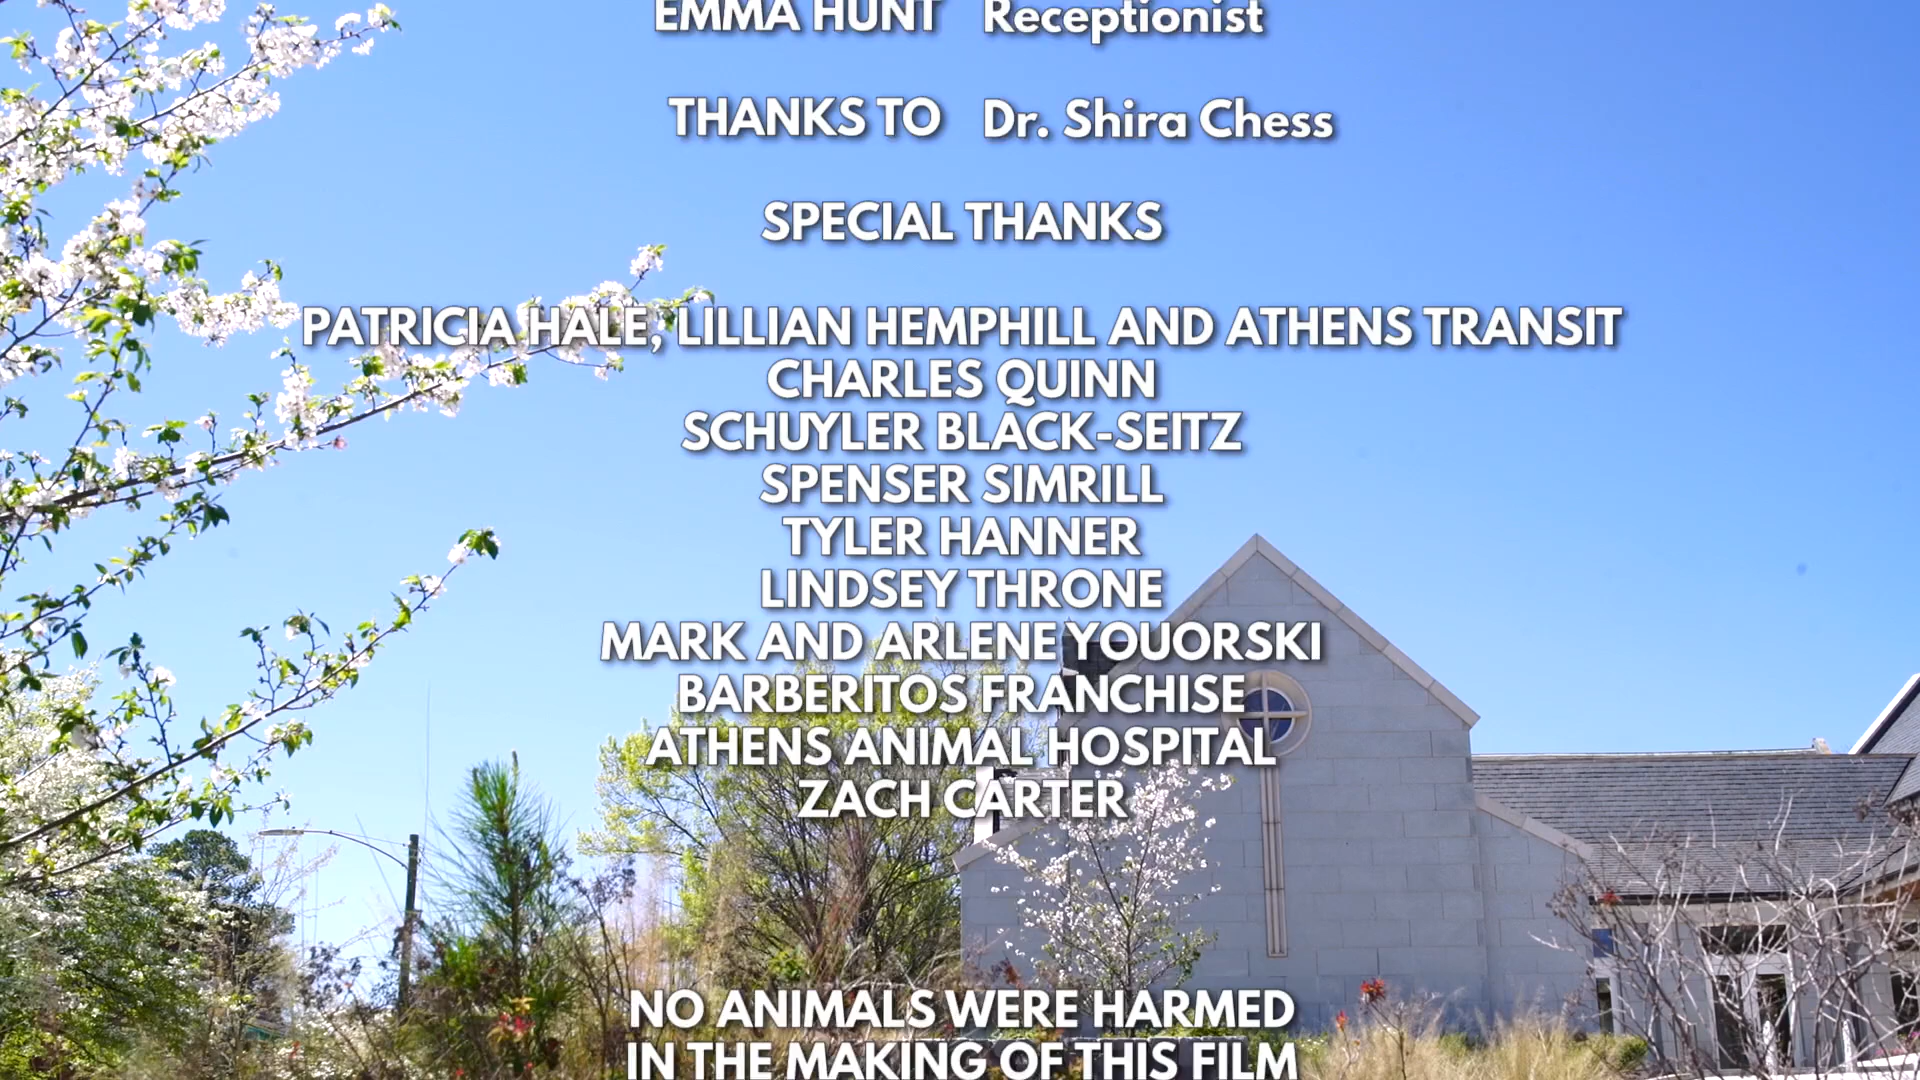 EMMA HUNT Receptionist
THANKS TO Dr. Shira Chess
SPECIAL THANKS
PATRICIA HALE, LILLIAN HEMPHILL AND ATHENS TRANSIT
CHARLES QUINN
SCHUYLER BLACK-SEITZ
SPENSER SIMRILL
TYLER HANNER
LINDSEY THRONE
MARK AND ARLENE YOUORSKI
BARBERITOS FRANCHISE
ATHENS ANIMAL HOSPITAL
ZACH CARTER
NO ANIMALS WERE HARMED
IN THE MAKING OF THIS FILM